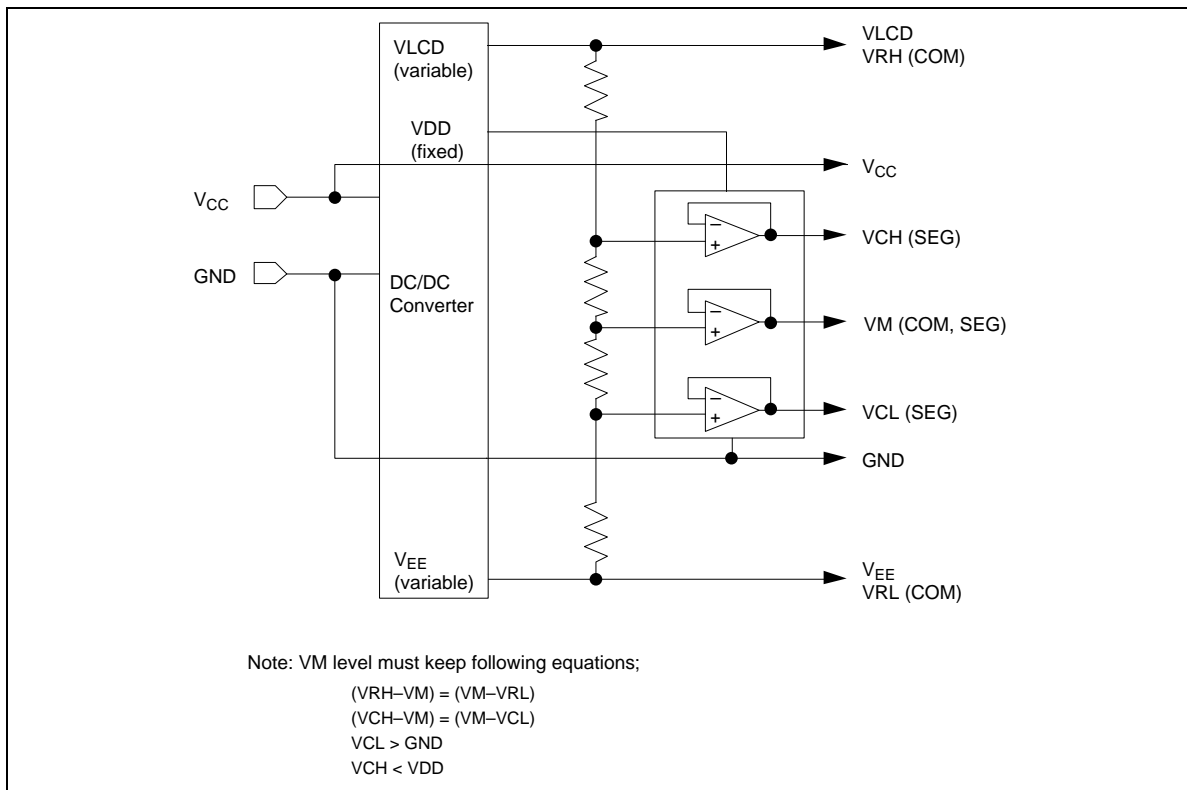 VLCD
(variable)
VLCD
VRH (COM)
VDD
(fixed)
VCC
VCC
−
+
VCH (SEG)
GND
DC/DC
Converter
−
+
VM (COM, SEG)
−
+
VCL (SEG)
GND
VEE
(variable)
VEE
VRL (COM)
Note: VM level must keep following equations;
(VRH–VM) = (VM–VRL)
(VCH–VM) = (VM–VCL)
VCL > GND
VCH < VDD